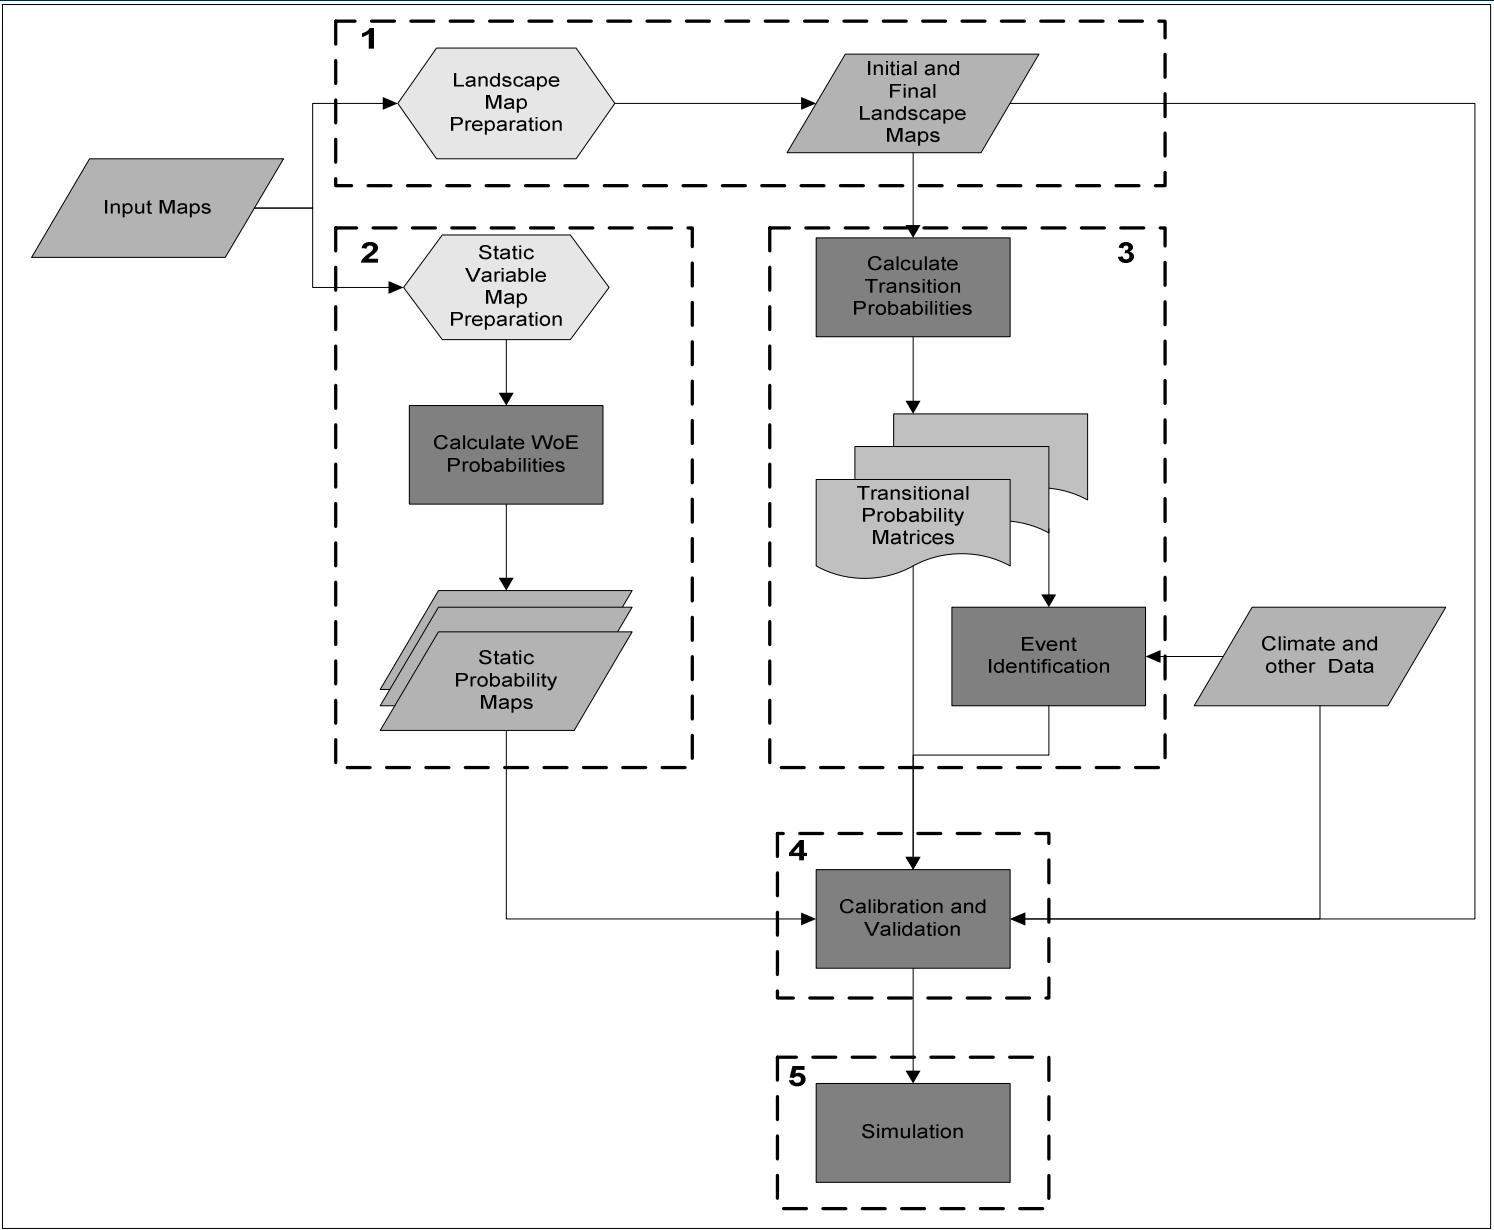 1
Landscape
Map
Preparation
Initial and
Final
Landscape
Maps
Input Maps
2
Static
Variable
Map
Preparation
Calculate WoE
Probabilities
Static
Probability
Maps
3
Calculate
Transition
Probabilities
Transitional
Probability
Matrices
Event
Identification
Climate and
other Data
4
Calibration and
Validation
5
Simulation